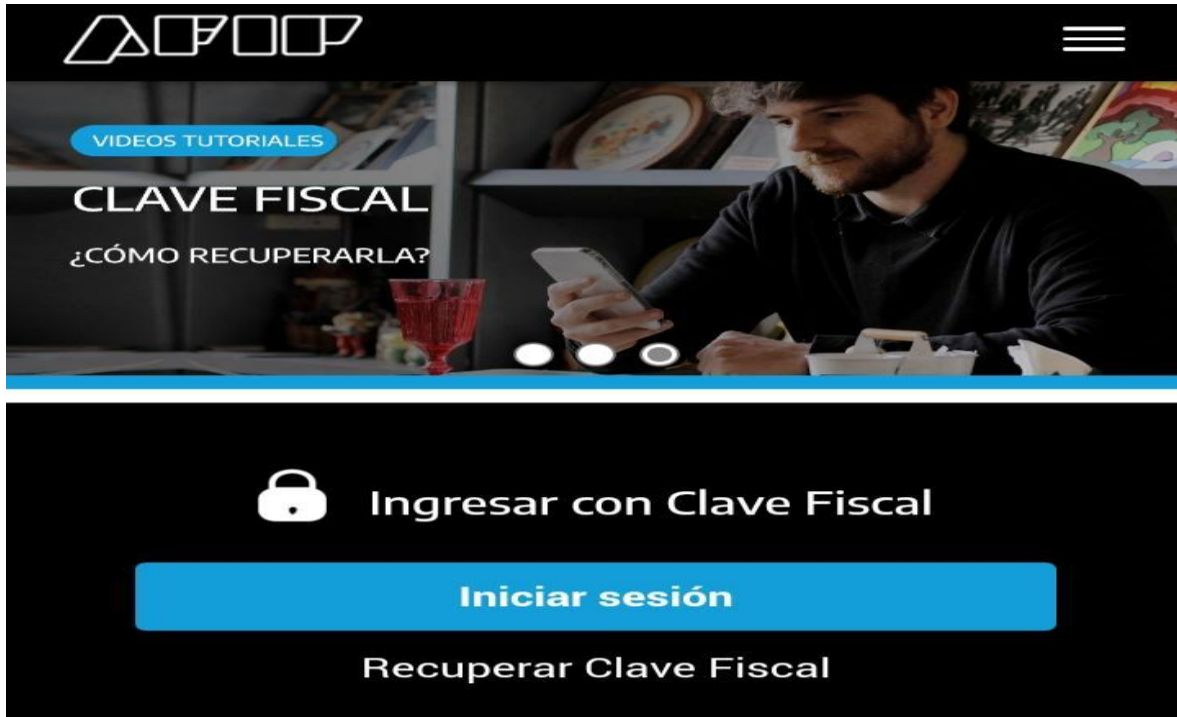 AFIP
VIDEOS TUTORIALES
CLAVE FISCAL
¿CÓMO RECUPERARLA?
Ingresar con Clave Fiscal
Iniciar sesión
Recuperar Clave Fiscal